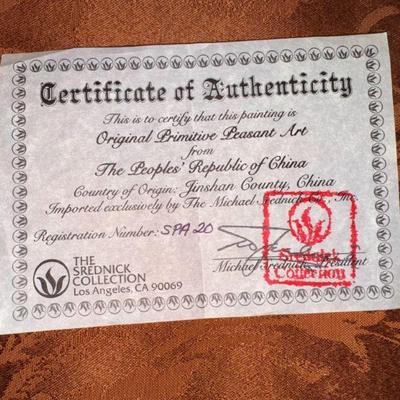 Certificate of Authenticity
This is to certify that this painting is
Original Primitive Peasant Art
from
The Peoples' Republic of China
Country of Origin: Jinshan County, China
Imported exclusively by The Michael Srednick Co., Inc.
Registration Number: SPA 20
Srednick
Collection
Michael Srednick, President
THE
SREDNICK
COLLECTION
Los Angeles, CA 90069